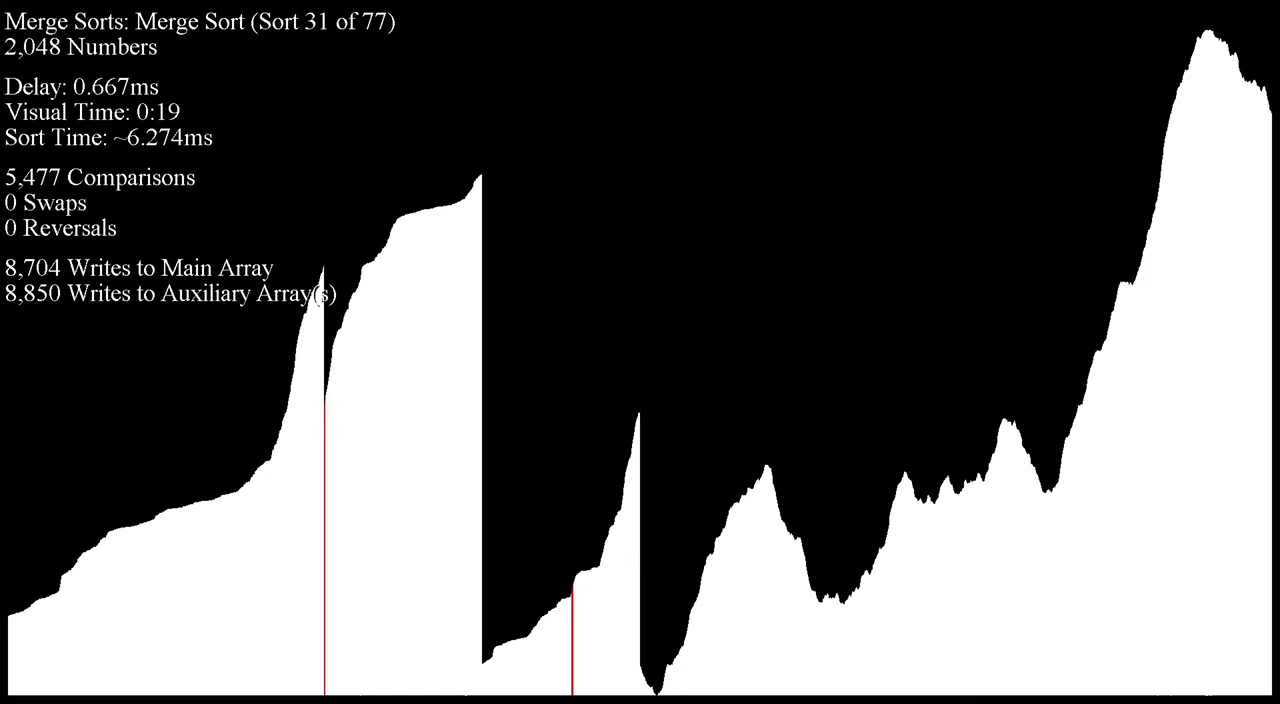 Merge Sorts: Merge Sort (Sort 31 of 77)
2,048 Numbers
Delay: 0.667ms
Visual Time: 0:19
Sort Time: ~6.274ms
5,477 Comparisons
0 Swaps
0 Reversals
8,704 Writes to Main Array
8,850 Writes to Auxiliary Array(s)